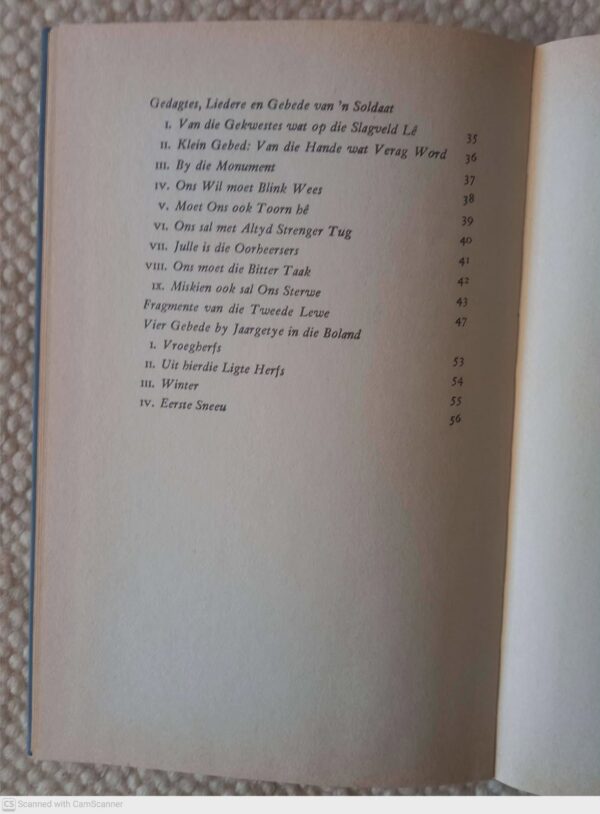 Gedagtes, Liedere en Gebede van 'n Soldaat
I. Van die Gekwestes wat op die Slagveld Lê 35
II. Klein Gebed: Van die Hande wat Verag Word 36
III. By die Monument 37
IV. Ons Wil moet Blink Wees 38
V. Moet Ons ook Toorn hê 39
VI. Ons sal met Altyd Strenger Tug 40
VII. Julle is die Oorheersers 41
VIII. Ons moet die Bitter Taak 42
IX. Miskien ook sal Ons Sterwe 43
Fragmente van die Tweede Lewe 47
Vier Gebede by Jaargetye in die Boland
I. Vroegherfs 53
II. Uit hierdie Ligte Herfs 54
III. Winter 55
IV. Eerste Sneeu 56
CS Scanned with CamScanner